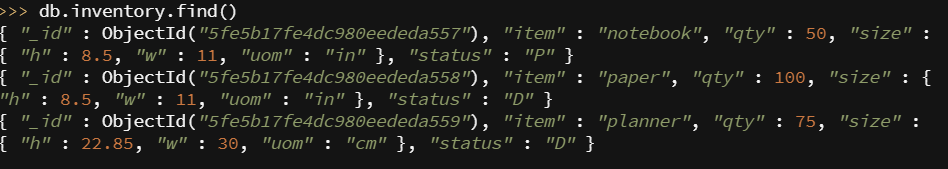 >>> db.inventory.find()
{ "_id" : ObjectId("5fe5b17fe4dc980eededa557"), "item" : "notebook", "qty" : 50, "size" :
{ "h" : 8.5, "w" : 11, "uom" : "in" }, "status" : "P" }
{ "_id" : ObjectId("5fe5b17fe4dc980eededa558"), "item" : "paper", "qty" : 100, "size" : {
"h" : 8.5, "w" : 11, "uom" : "in" }, "status" : "D" }
{ "_id" : ObjectId("5fe5b17fe4dc980eededa559"), "item" : "planner", "qty" : 75, "size" :
{ "h" : 22.85, "w" : 30, "uom" : "cm" }, "status" : "D" }